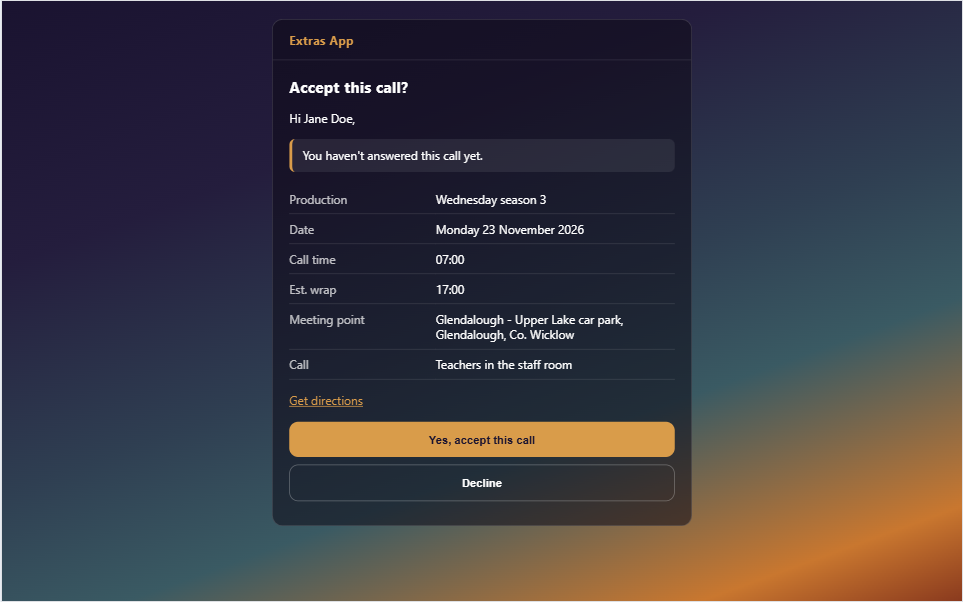 Extras App
Accept this call?
Hi Jane Doe,
You haven't answered this call yet.
Production Wednesday season 3
Date Monday 23 November 2026
Call time 07:00
Est. wrap 17:00
Meeting point Glendalough - Upper Lake car park,
Glendalough, Co. Wicklow
Call Teachers in the staff room
Get directions
Yes, accept this call
Decline